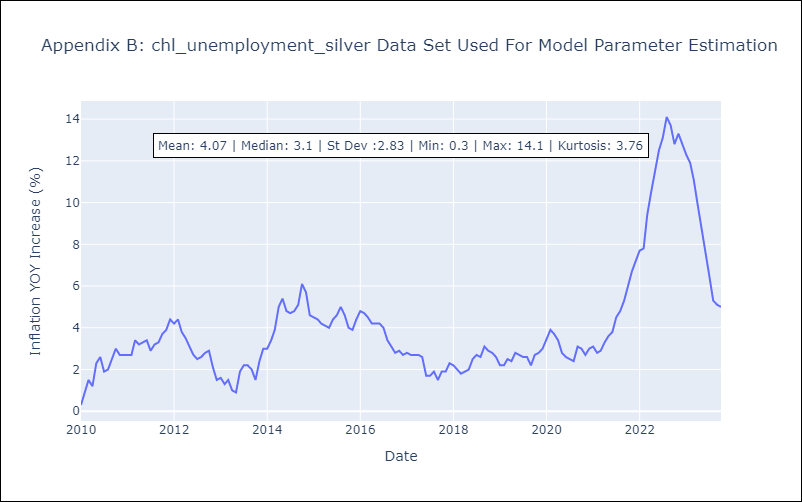 Appendix B: chl_unemployment_silver Data Set Used For Model Parameter Estimation
14
12
10
8
6
4
2
0
Inflation YOY Increase (%)
Mean: 4.07 | Median: 3.1 | St Dev :2.83 | Min: 0.3 | Max: 14.1 | Kurtosis: 3.76
2010 2012 2014 2016 2018 2020 2022
Date